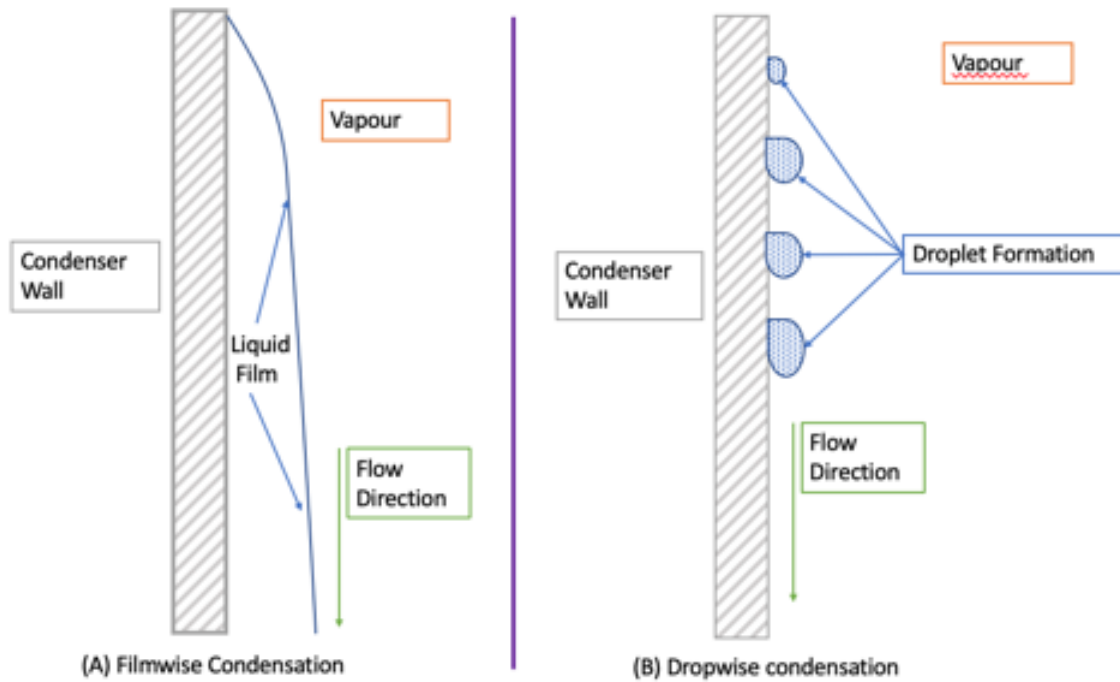 Vapour
Condenser
Wall
Liquid
Film
Flow
Direction
(A) Filmwise Condensation
Vapour
Condenser
Wall
Droplet Formation
Flow
Direction
(B) Dropwise condensation